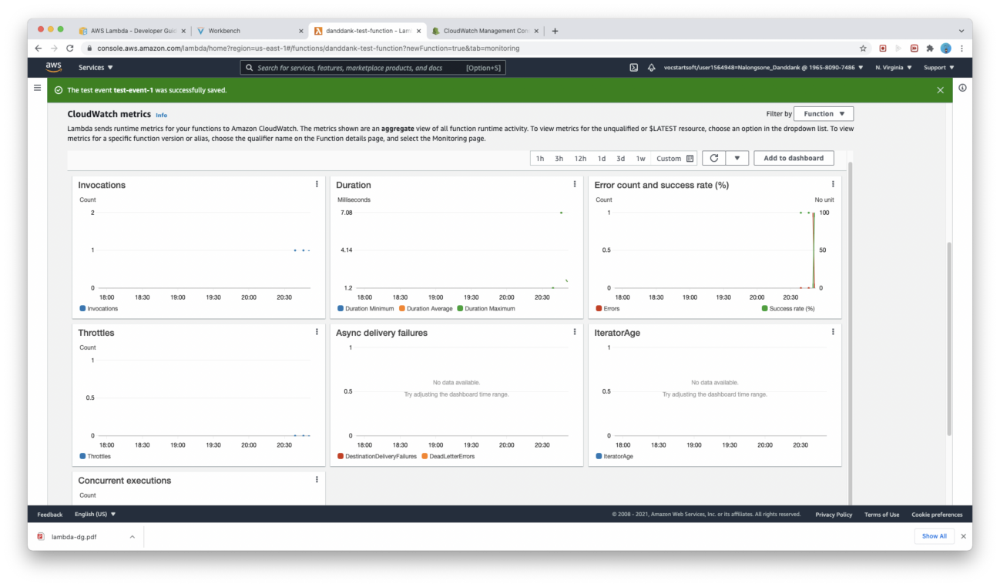 AWS Lambda - Developer Guid
Workbench
danddank-test-function - Lam
CloudWatch Management Con
console.aws.amazon.com/lambda/home?region=us-east-1#/functions/danddank-test-function?newFunction=true&tab=monitoring
aws
Services
Search for services, features, marketplace products, and docs
[Option+S]
vocstartsoft/user1564948=Nalongsone_Danddank @ 1965-8090-7486
N. Virginia
Support
The test event test-event-1 was successfully saved.
CloudWatch metrics Info
Filter by Function
Lambda sends runtime metrics for your functions to Amazon CloudWatch. The metrics shown are an aggregate view of all function runtime activity. To view metrics for the unqualified or $LATEST resource, choose an option in the dropdown list. To view
metrics for a specific function version or alias, choose the qualifier name on the Function details page, and select the Monitoring page.
1h 3h 12h 1d 3d 1w Custom
Add to dashboard
Invocations
Count
2
1
0
18:00 18:30 19:00 19:30 20:00 20:30
Invocations
Duration
Milliseconds
7.08
4.14
1.2
18:00 18:30 19:00 19:30 20:00 20:30
Duration Minimum Duration Average Duration Maximum
Error count and success rate (%)
Count No unit
1 100
0.5 50
0 0
18:00 18:30 19:00 19:30 20:00 20:30
Errors Success rate (%)
Throttles
Count
1
0.5
0
18:00 18:30 19:00 19:30 20:00 20:30
Throttles
Async delivery failures
1
No data available.
0.5 Try adjusting the dashboard time range.
0
18:00 18:30 19:00 19:30 20:00 20:30
DestinationDeliveryFailures DeadLetterErrors
IteratorAge
1
No data available.
0.5 Try adjusting the dashboard time range.
0
18:00 18:30 19:00 19:30 20:00 20:30
IteratorAge
Concurrent executions
Count
Feedback English (US)
© 2008 - 2021, Amazon Web Services, Inc. or its affiliates. All rights reserved. Privacy Policy Terms of Use Cookie preferences
lambda-dg.pdf
Show All